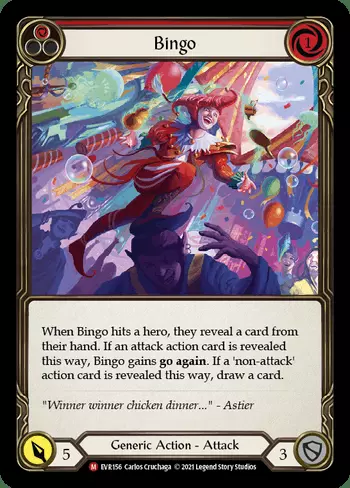 Bingo
1
When Bingo hits a hero, they reveal a card from
their hand. If an attack action card is revealed
this way, Bingo gains go again. If a 'non-attack'
action card is revealed this way, draw a card.
"Winner winner chicken dinner..." - Astier
5 Generic Action - Attack 3
M EVR156 Carlos Cruchaga © 2021 Legend Story Studios